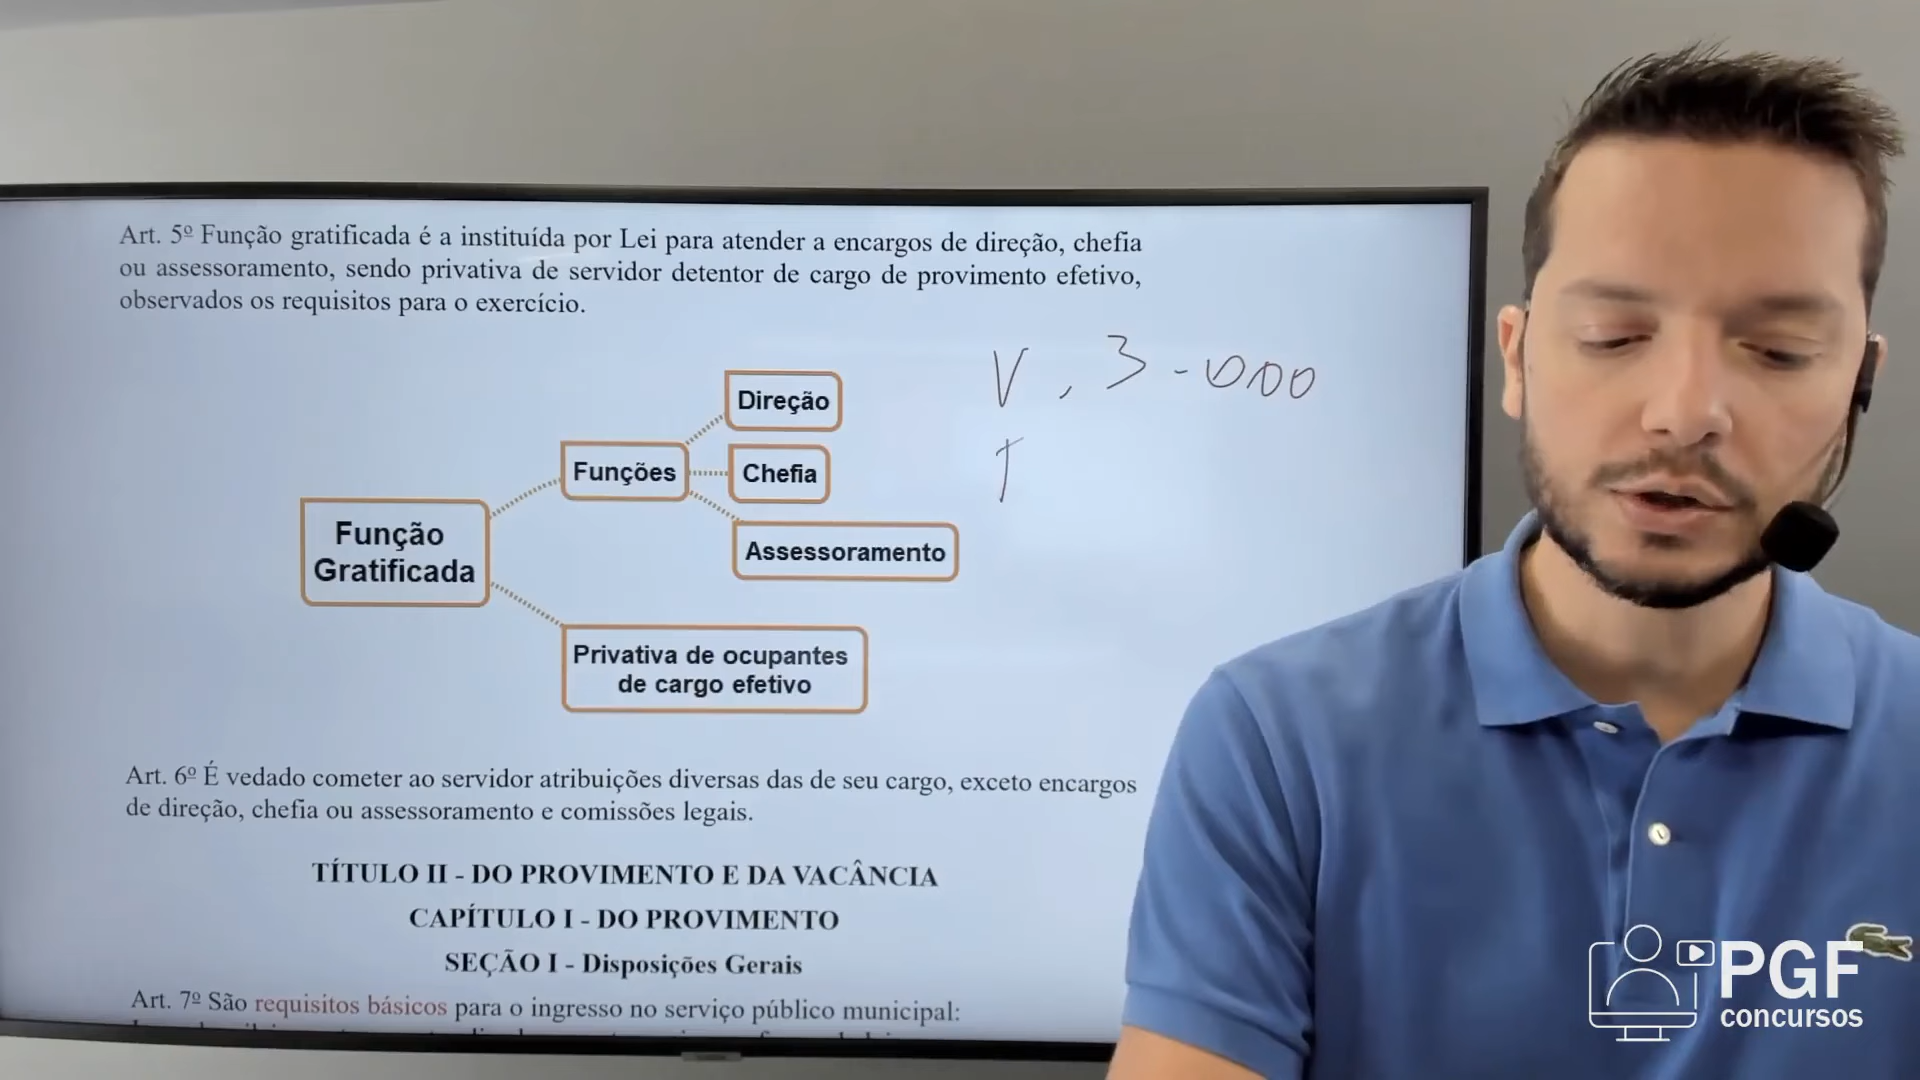 Art. 5º Função gratificada é a instituída por Lei para atender a encargos de direção, chefia
ou assessoramento, sendo privativa de servidor detentor de cargo de provimento efetivo,
observados os requisitos para o exercício.
V, 3-000
Direção
Funções
Chefia
Função
Gratificada
Assessoramento
Privativa de ocupantes
de cargo efetivo
Art. 6º É vedado cometer ao servidor atribuições diversas das de seu cargo, exceto encargos
de direção, chefia ou assessoramento e comissões legais.
TÍTULO II - DO PROVIMENTO E DA VACÂNCIA
CAPÍTULO I - DO PROVIMENTO
SEÇÃO I - Disposições Gerais
Art. 7º São requisitos básicos para o ingresso no serviço público municipal:
PGF
concursos